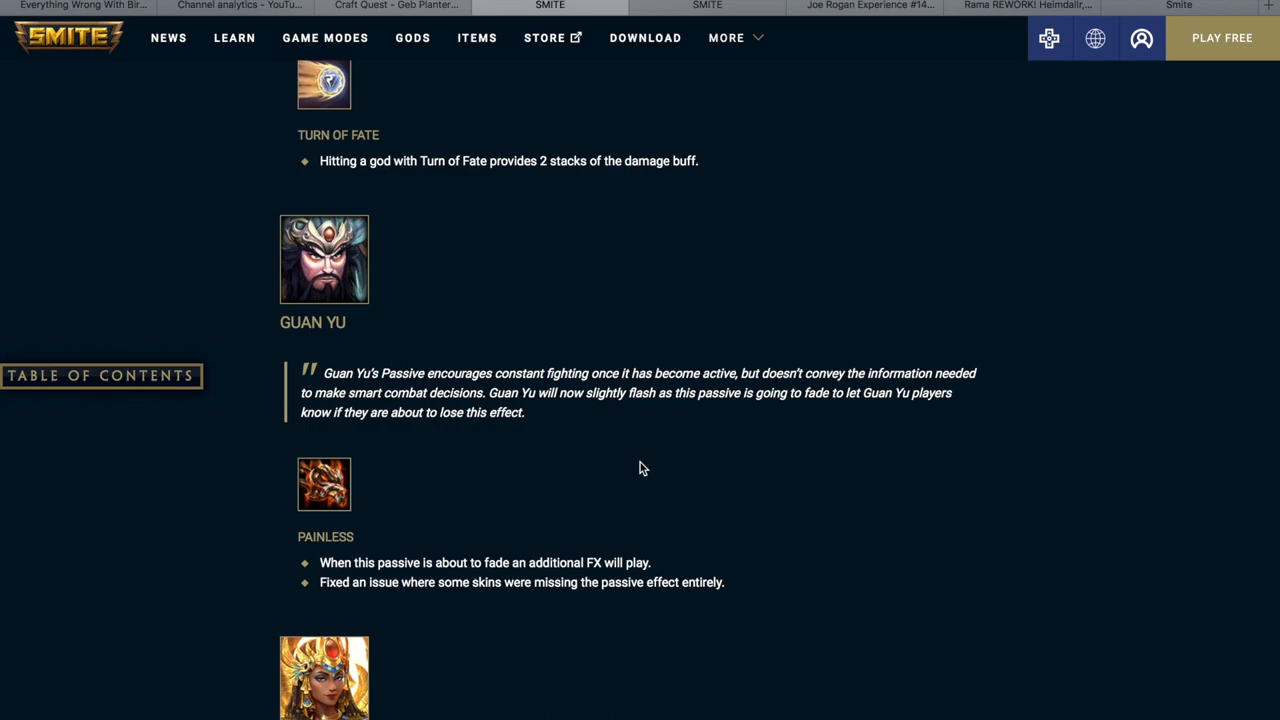 Everything Wrong With Bir... Channel analytics - YouTu... Craft Quest - Geb Planter... SMITE SMITE Joe Rogan Experience #14... Rama REWORK! Heimdallr,... Smite
SMITE NEWS LEARN GAME MODES GODS ITEMS STORE DOWNLOAD MORE PLAY FREE
TURN OF FATE
Hitting a god with Turn of Fate provides 2 stacks of the damage buff.
GUAN YU
TABLE OF CONTENTS
" Guan Yu's Passive encourages constant fighting once it has become active, but doesn't convey the information needed
to make smart combat decisions. Guan Yu will now slightly flash as this passive is going to fade to let Guan Yu players
know if they are about to lose this effect.
PAINLESS
When this passive is about to fade an additional FX will play.
Fixed an issue where some skins were missing the passive effect entirely.